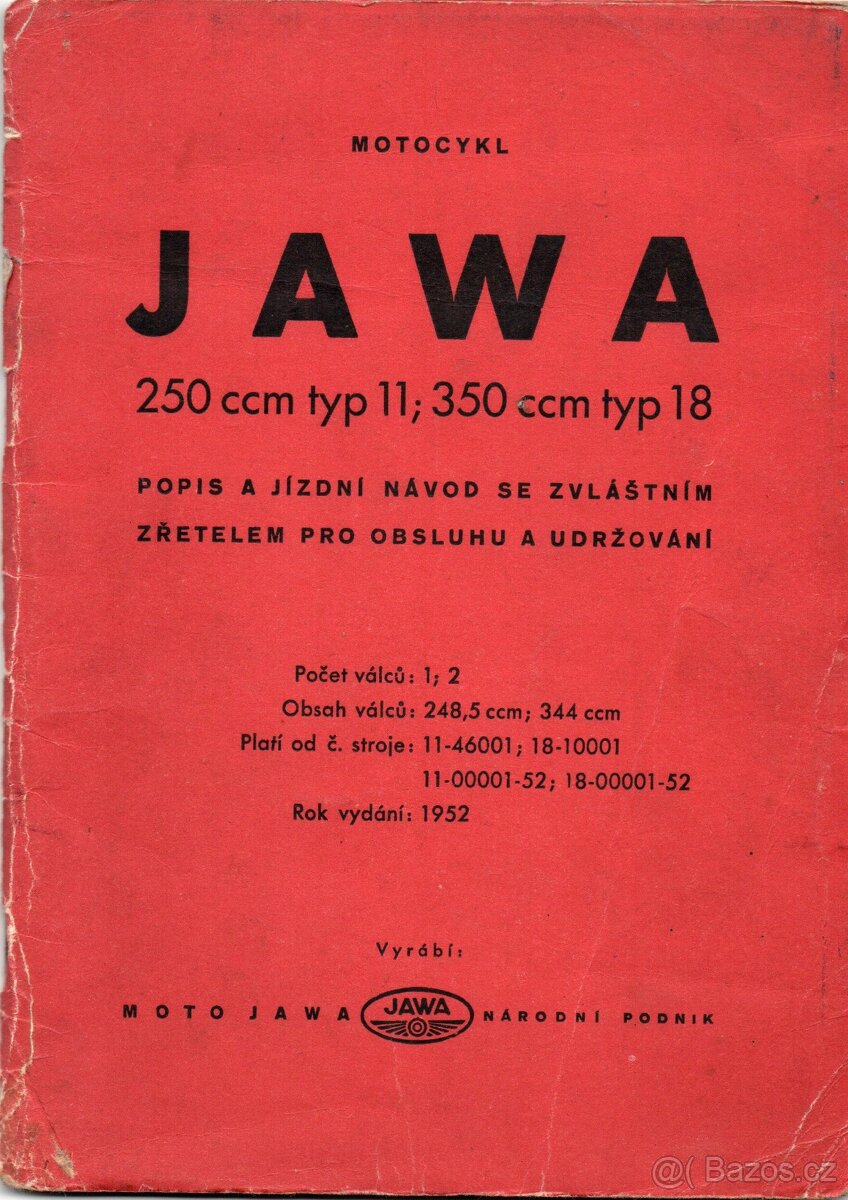 MOTOCYKL
JAWA
250 ccm typ 11; 350 ccm typ 18
POPIS A JÍZDNÍ NÁVOD SE ZVLÁŠTNÍM
ZŘETELEM PRO OBSLUHU A UDRŽOVÁNÍ
Počet válců: 1; 2
Obsah válců: 248,5 ccm; 344 ccm
Platí od č. stroje: 11-46001; 18-10001
11-00001-52; 18-00001-52
Rok vydání: 1952
Vyrábí:
MOTO JAWA JAWA NÁRODNÍ PODNIK
@( Bazos.cz